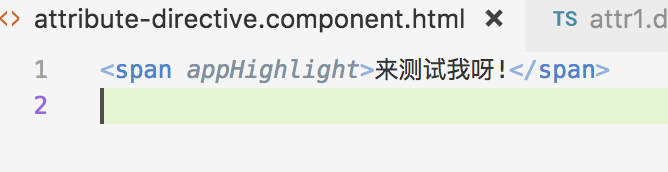 <> attribute-directive.component.html × TS attr1.d
1 <span appHighlight>来测试我呀!</span>
2